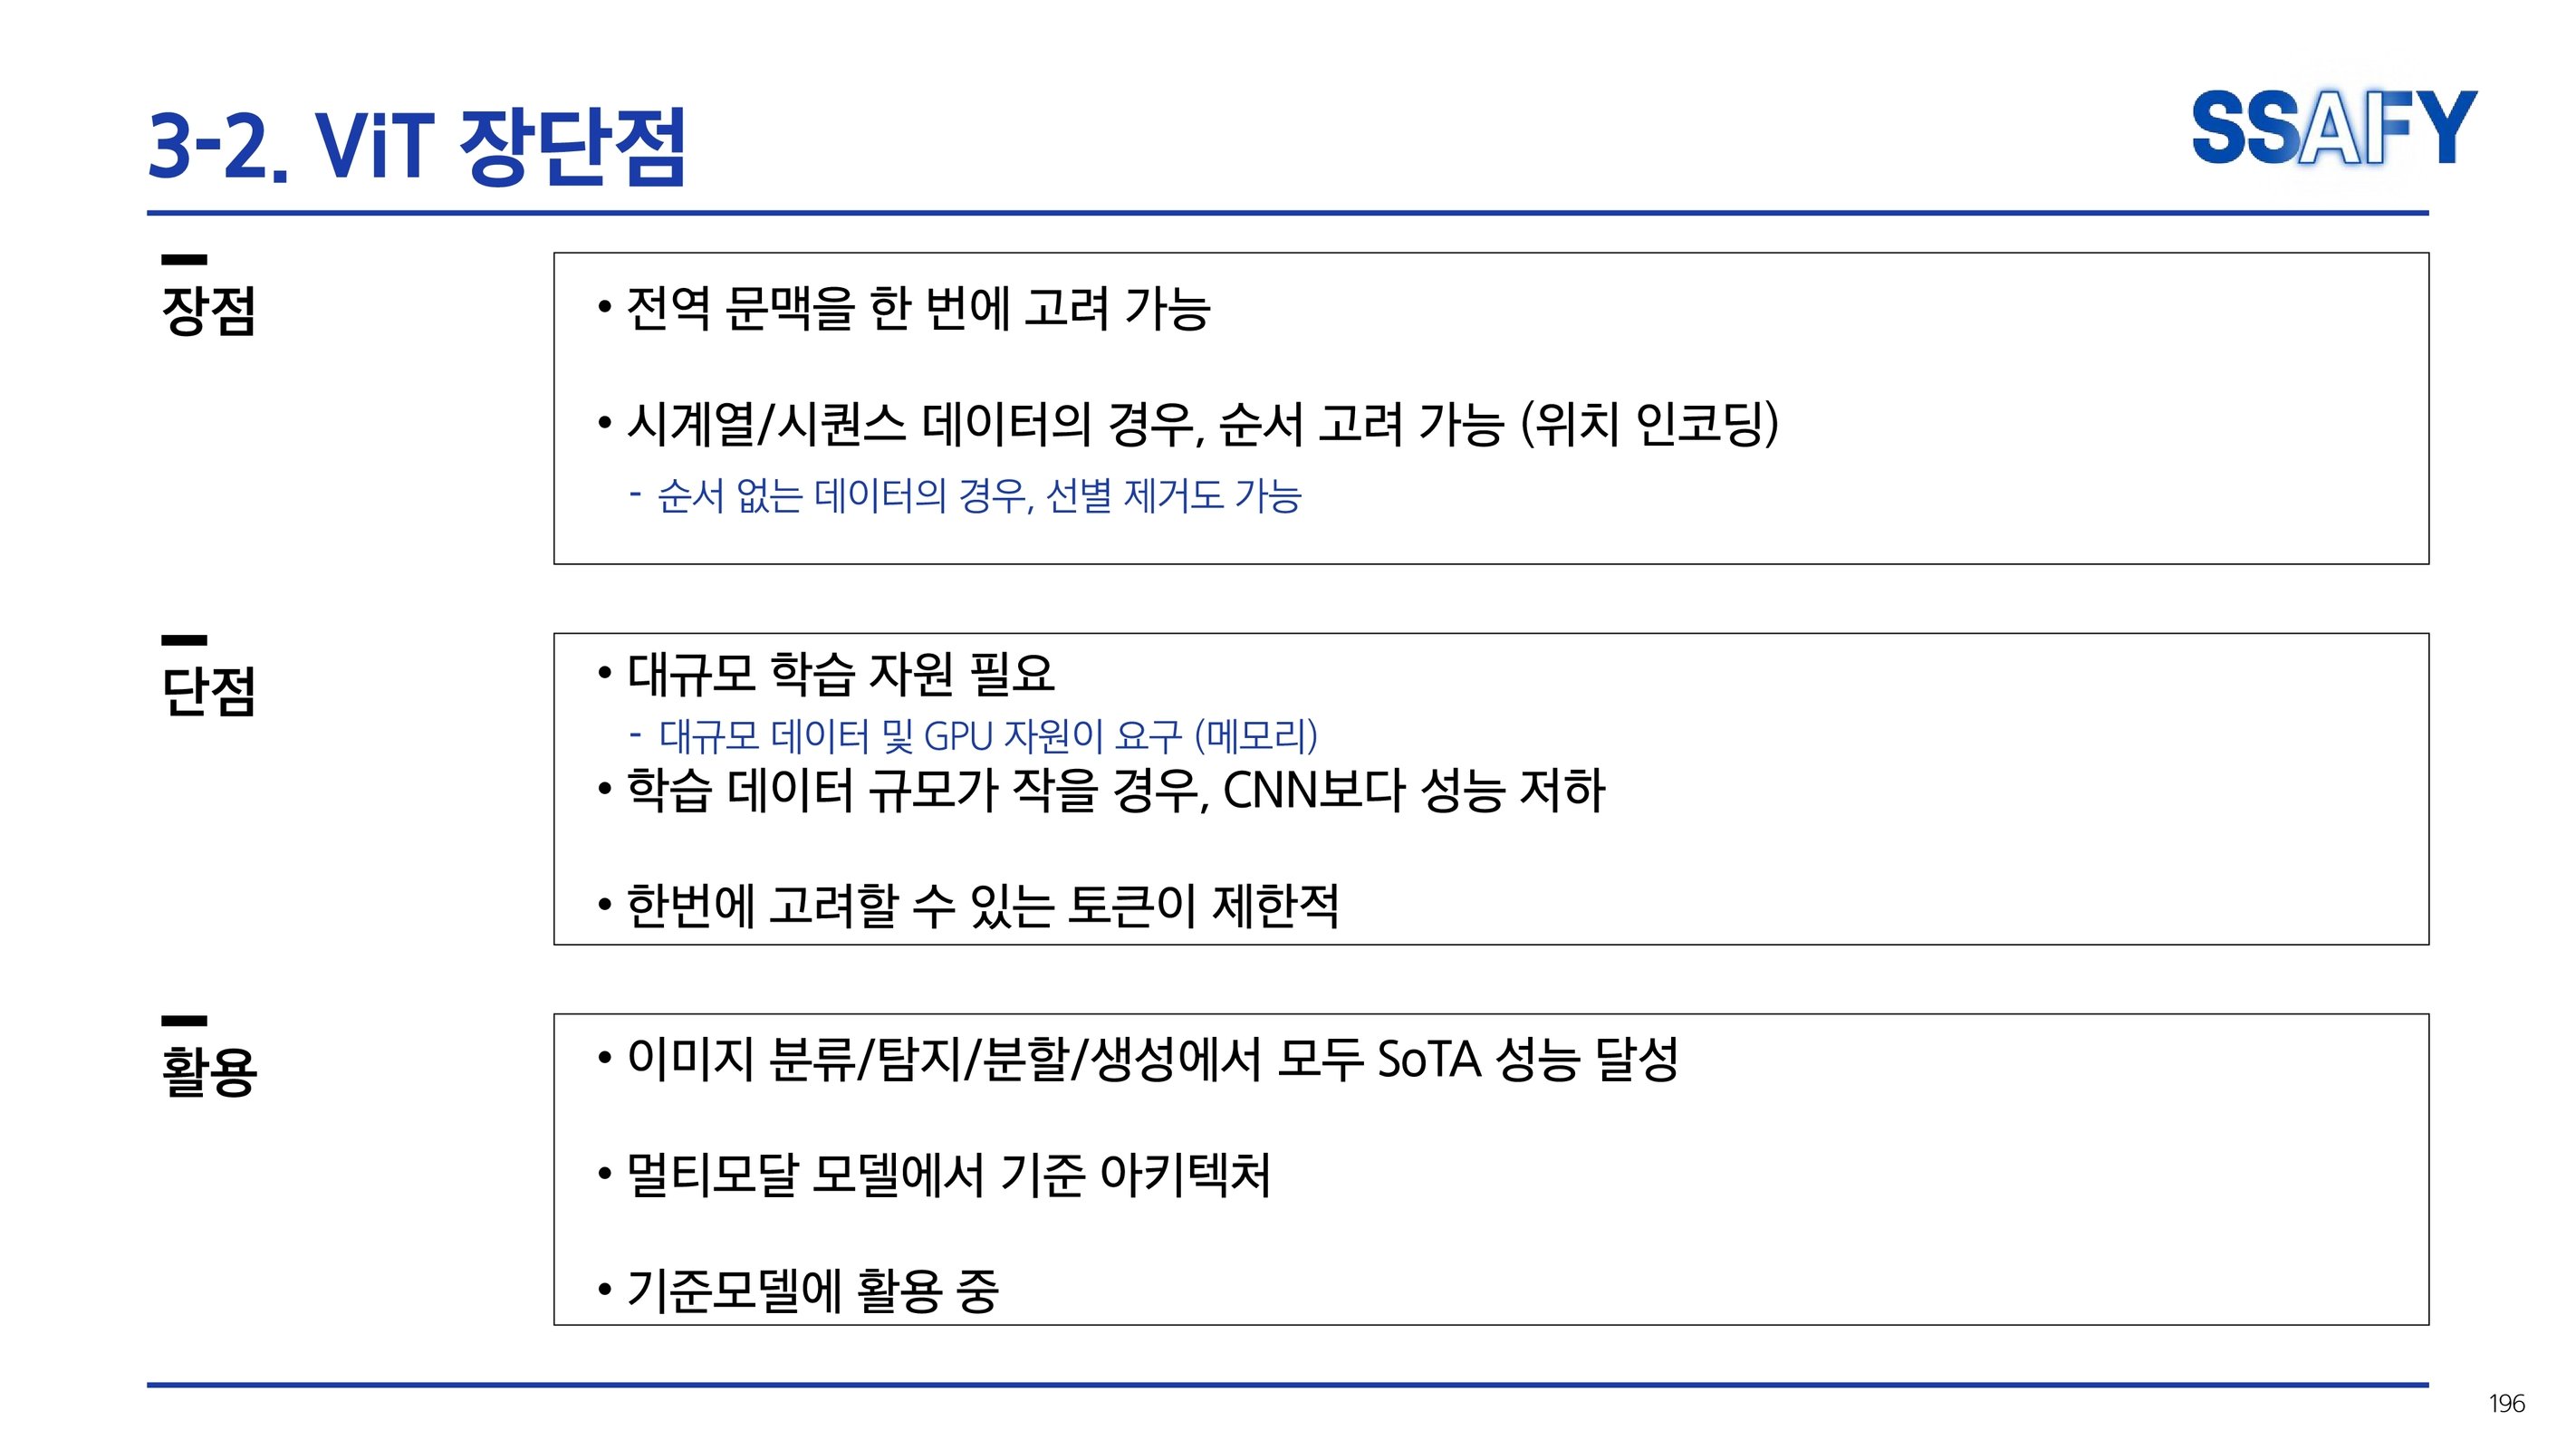 3-2. ViT 장단점
SSAFY
장점
• 전역 문맥을 한 번에 고려 가능
• 시계열/시퀀스 데이터의 경우, 순서 고려 가능 (위치 인코딩)
- 순서 없는 데이터의 경우, 선별 제거도 가능
단점
• 대규모 학습 자원 필요
- 대규모 데이터 및 GPU 자원이 요구 (메모리)
• 학습 데이터 규모가 작을 경우, CNN보다 성능 저하
• 한번에 고려할 수 있는 토큰이 제한적
활용
• 이미지 분류/탐지/분할/생성에서 모두 SoTA 성능 달성
• 멀티모달 모델에서 기준 아키텍처
• 기준모델에 활용 중
196